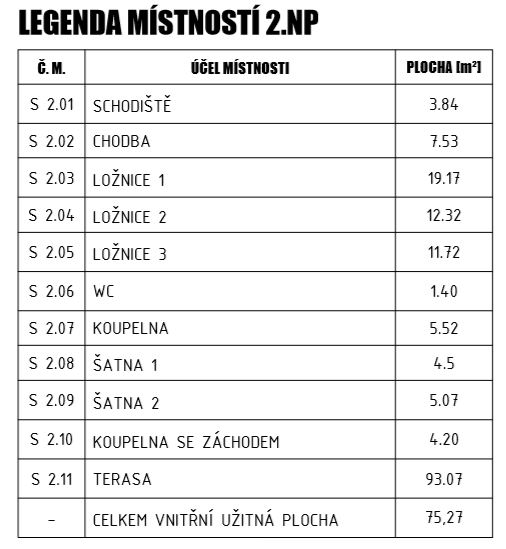 LEGENDA MÍSTNOSTÍ 2.NP
Č. M. ÚČEL MÍSTNOSTI PLOCHA [m²]
S 2.01 SCHODIŠTĚ 3.84
S 2.02 CHODBA 7.53
S 2.03 LOŽNICE 1 19.17
S 2.04 LOŽNICE 2 12.32
S 2.05 LOŽNICE 3 11.72
S 2.06 WC 1.40
S 2.07 KOUPELNA 5.52
S 2.08 ŠATNA 1 4.5
S 2.09 ŠATNA 2 5.07
S 2.10 KOUPELNA SE ZÁCHODEM 4.20
S 2.11 TERASA 93.07
– CELKEM VNITŘNÍ UŽITNÁ PLOCHA 75,27